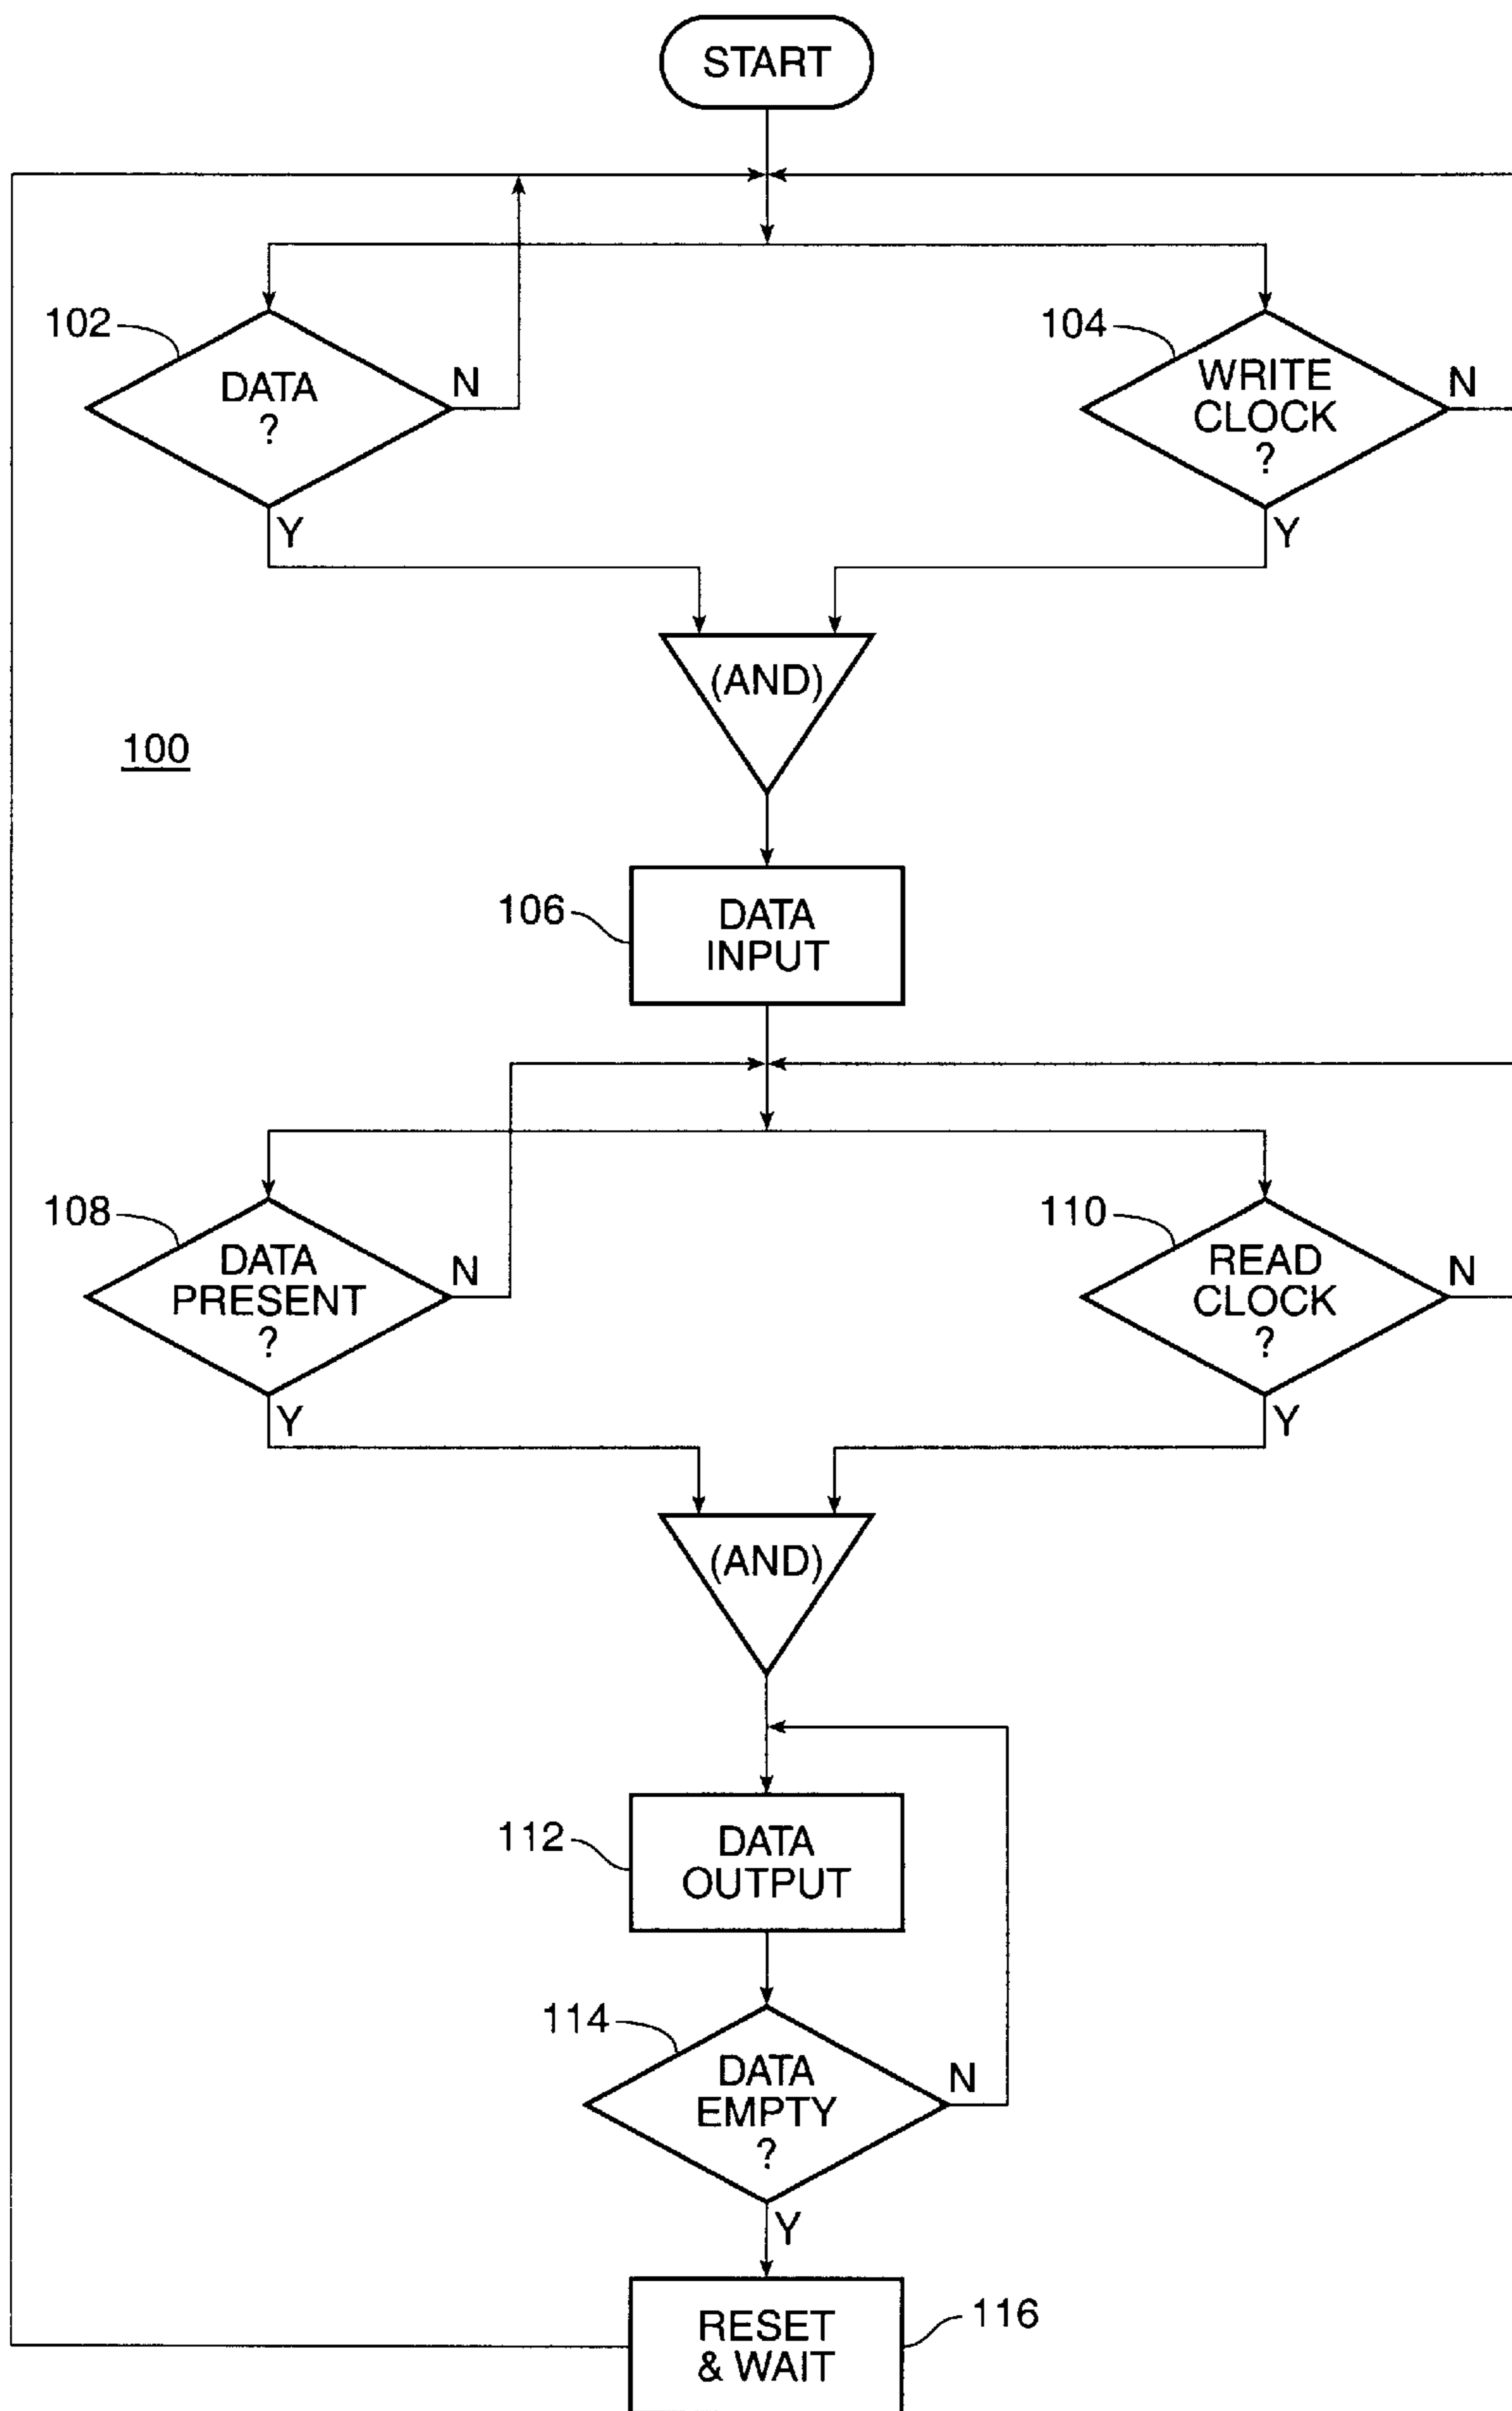 START
102
DATA
?
N
Y
104
WRITE
CLOCK
?
N
Y
(AND)
100
106
DATA
INPUT
108
DATA
PRESENT
?
N
Y
110
READ
CLOCK
?
N
Y
(AND)
112
DATA
OUTPUT
114
DATA
EMPTY
?
N
Y
RESET
& WAIT
116